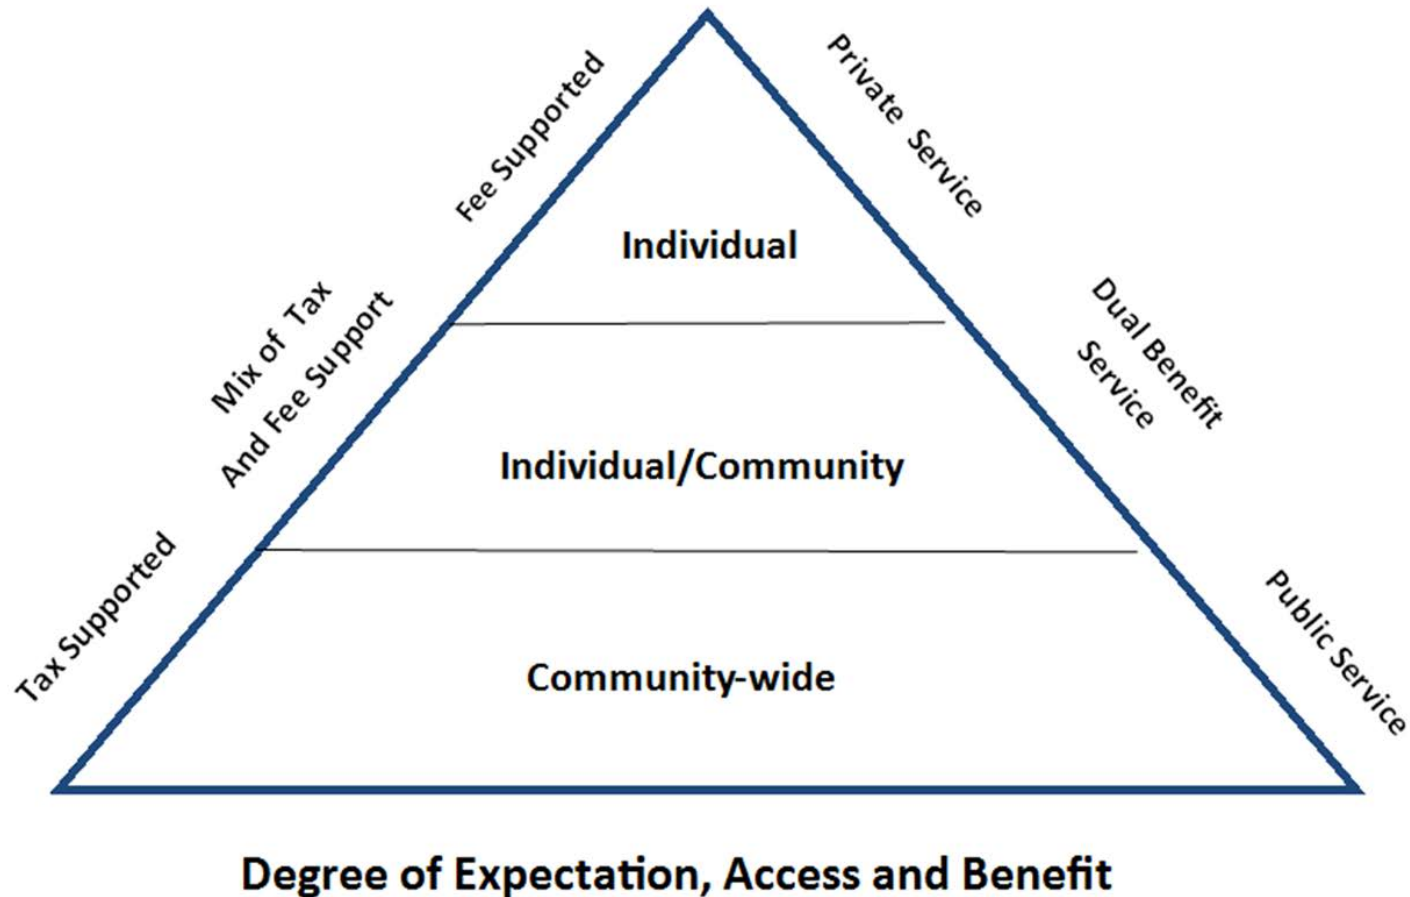 Fee Supported
Private Service
Individual
Mix of Tax
And Fee Support
Dual Benefit
Service
Individual/Community
Tax Supported
Public Service
Community-wide
Degree of Expectation, Access and Benefit